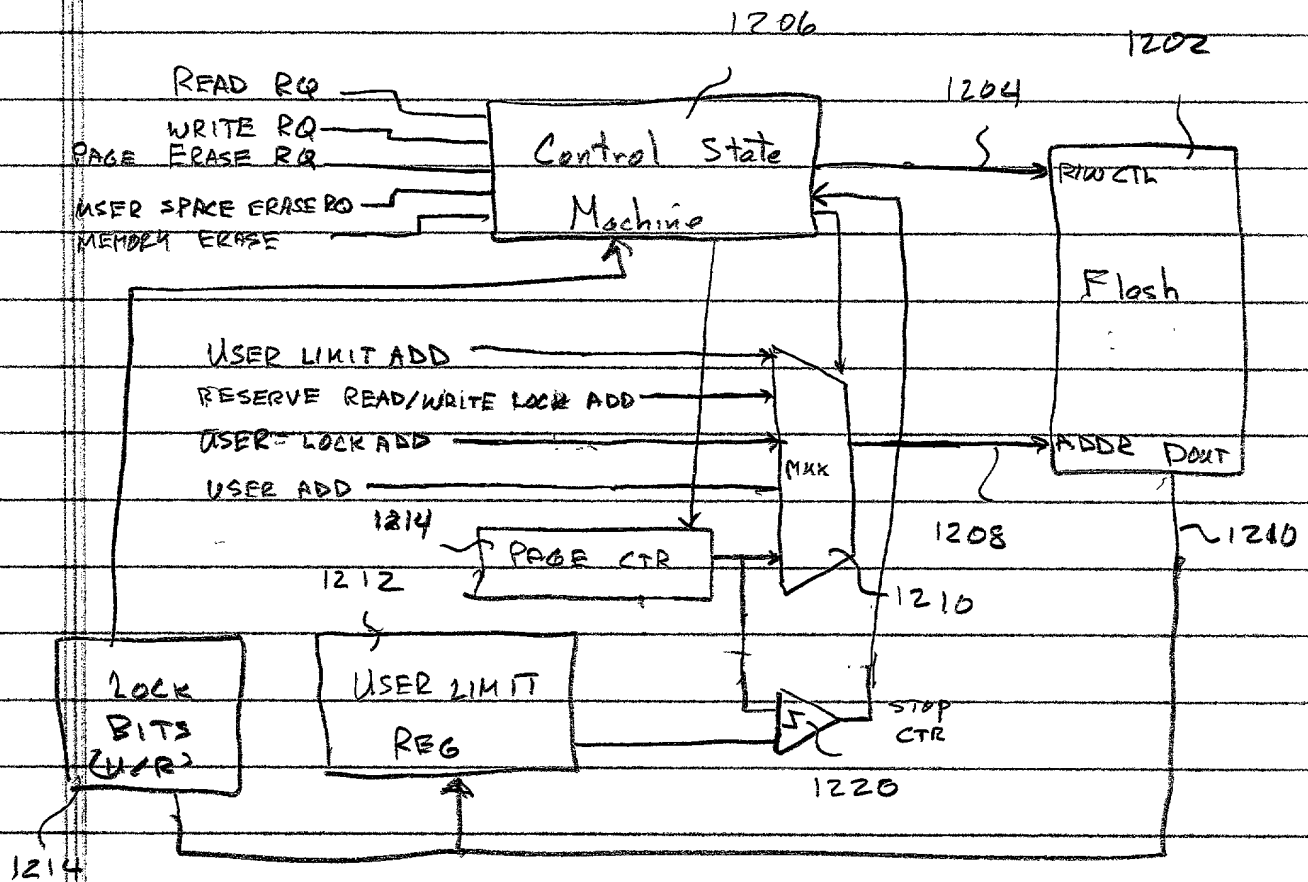 1206
1202
READ RQ
1204
WRITE RQ
Control State
Machine
PAGE ERASE RQ
R/W CTL
USER SPACE ERASE RQ
MEMORY ERASE
Flash
USER LIMIT ADD
RESERVE READ/WRITE LOCK ADD
USER-LOCK ADD
ADDR
DOUT
MUX
USER ADD
1214
1208
1210
PAGE CTR
1212
1210
LOCK
BITS
(U/R)
USER LIMIT
REG
STOP
CTR
1220
1214